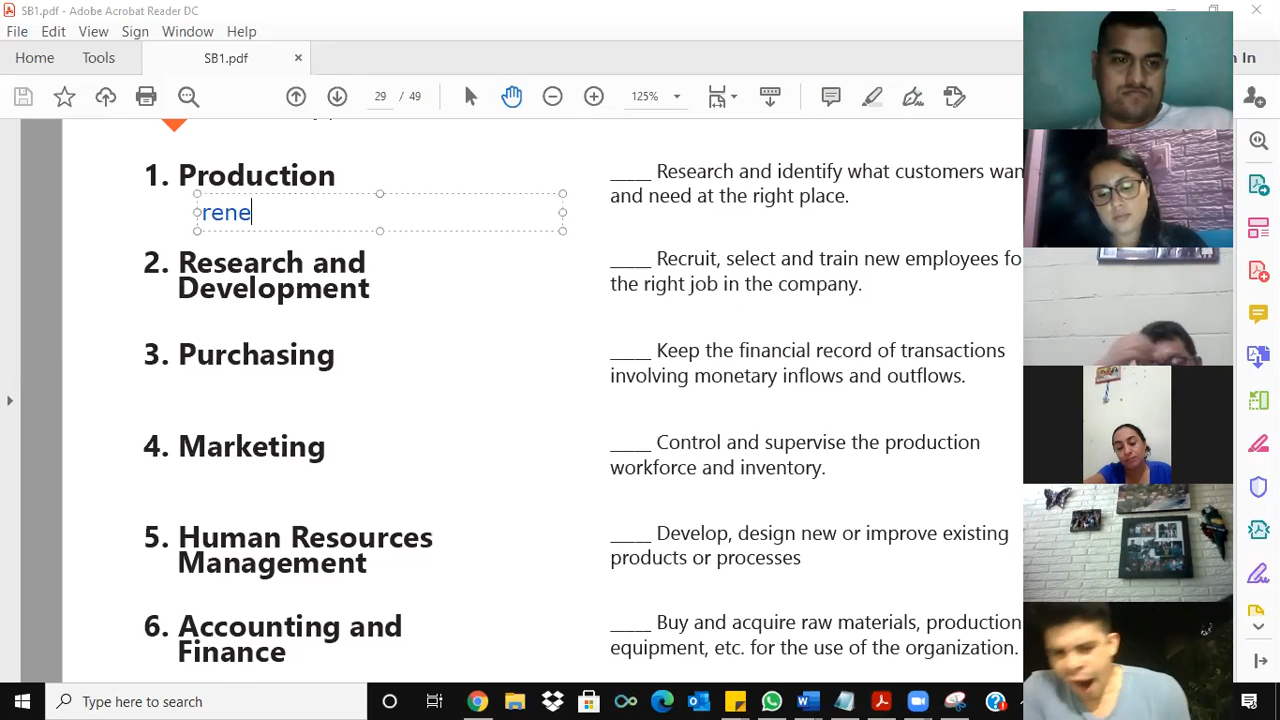 SB1.pdf - Adobe Acrobat Reader DC
File Edit View Sign Window Help
Home Tools SB1.pdf × n In
29 / 49 125%
1. Production
rene
2. Research and
Development
3. Purchasing
4. Marketing
5. Human Resources
Management
6. Accounting and
Finance
____ Research and identify what customers wan
and need at the right place.
____ Recruit, select and train new employees fo
the right job in the company.
____ Keep the financial record of transactions
involving monetary inflows and outflows.
____ Control and supervise the production
workforce and inventory.
____ Develop, design new or improve existing
products or processes
____ Buy and acquire raw materials, production
equipment, etc. for the use of the organization.
Type here to search